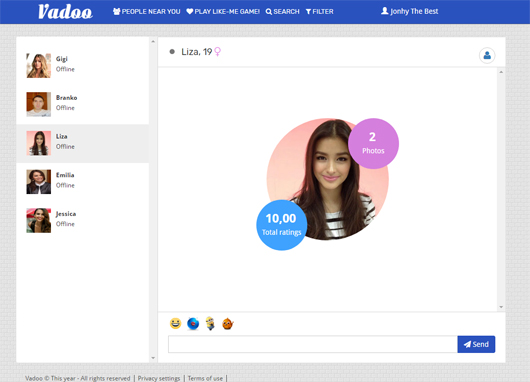 Vadoo
PEOPLE NEAR YOU PLAY LIKE-ME GAME! SEARCH FILTER
Jonhy The Best
Gigi
Offline
Branko
Offline
Liza
Offline
Emilia
Offline
Jessica
Offline
Liza, 19
2
Photos
10,00
Total ratings
Send
Vadoo © This year - All rights reserved | Privacy settings | Terms of use |